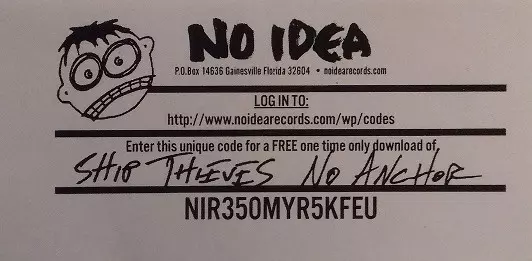 NO IDEA
P.O.Box 14636 Gainesville Florida 32604 • noidearecords.com
LOG IN TO:
http://www.noidearecords.com/wp/codes
Enter this unique code for a FREE one time only download of
SHIP THIEVES NO ANCHOR
NIR350MYR5KFEU